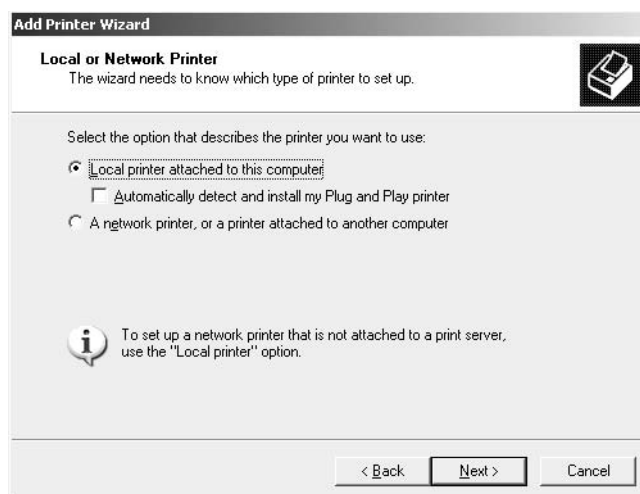 Add Printer Wizard
Local or Network Printer
The wizard needs to know which type of printer to set up.
Select the option that describes the printer you want to use:
Local printer attached to this computer
Automatically detect and install my Plug and Play printer
A network printer, or a printer attached to another computer
To set up a network printer that is not attached to a print server,
use the "Local printer" option.
< Back Next > Cancel